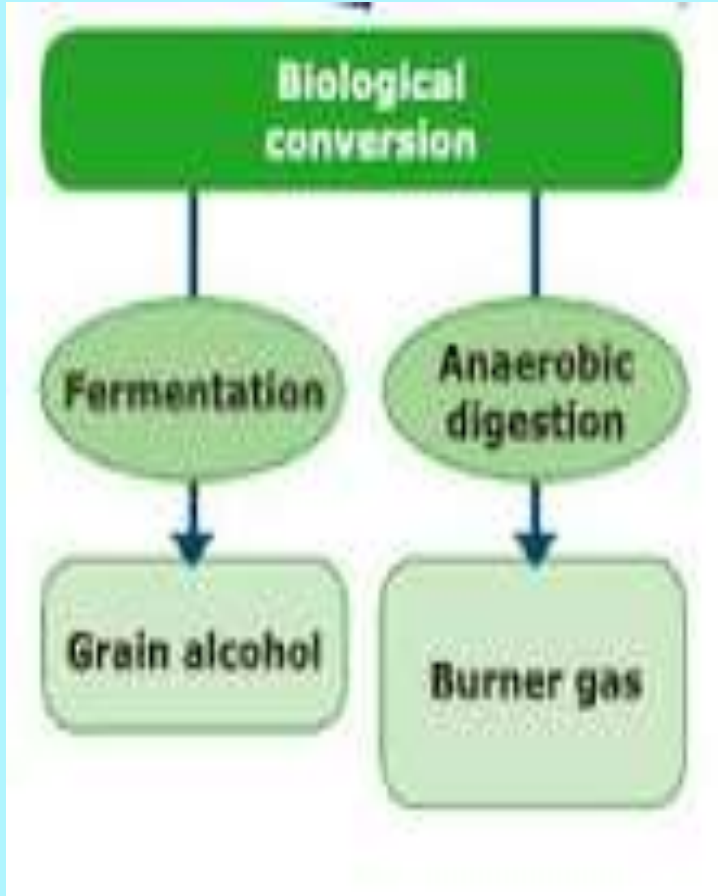 Biological
conversion
Fermentation
Anaerobic
digestion
Grain alcohol
Burner gas